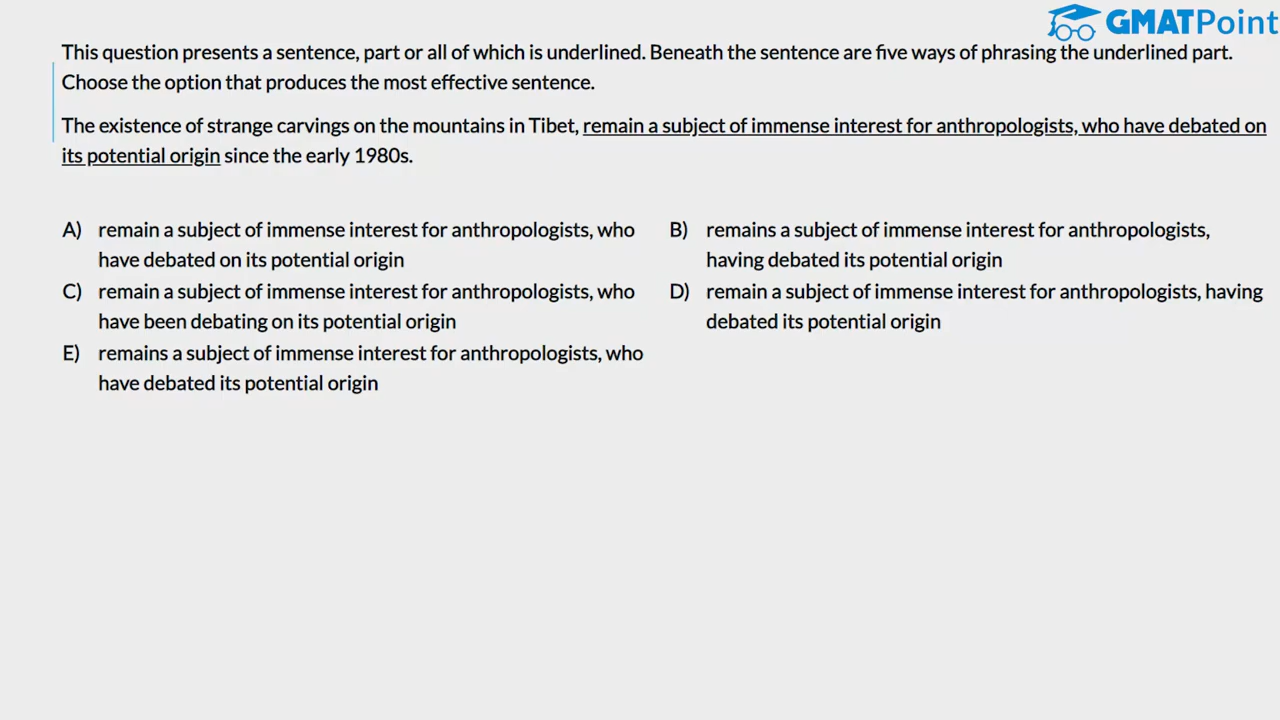 GMATPoint
This question presents a sentence, part or all of which is underlined. Beneath the sentence are five ways of phrasing the underlined part.
Choose the option that produces the most effective sentence.
The existence of strange carvings on the mountains in Tibet, remain a subject of immense interest for anthropologists, who have debated on
its potential origin since the early 1980s.
A) remain a subject of immense interest for anthropologists, who
have debated on its potential origin
B) remains a subject of immense interest for anthropologists,
having debated its potential origin
C) remain a subject of immense interest for anthropologists, who
have been debating on its potential origin
D) remain a subject of immense interest for anthropologists, having
debated its potential origin
E) remains a subject of immense interest for anthropologists, who
have debated its potential origin